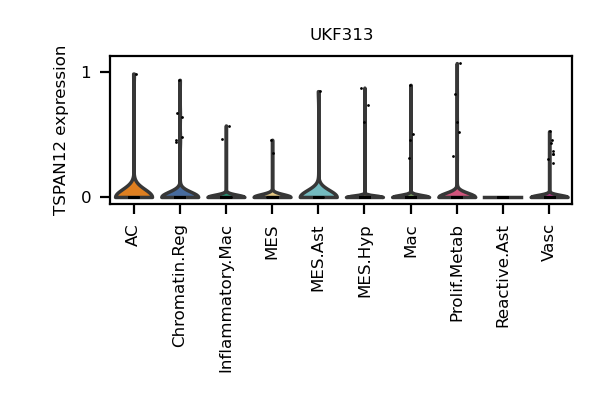 UKF313
TSPAN12 expression
1
0
AC
Chromatin.Reg
Inflammatory.Mac
MES
MES.Ast
MES.Hyp
Mac
Prolif.Metab
Reactive.Ast
Vasc